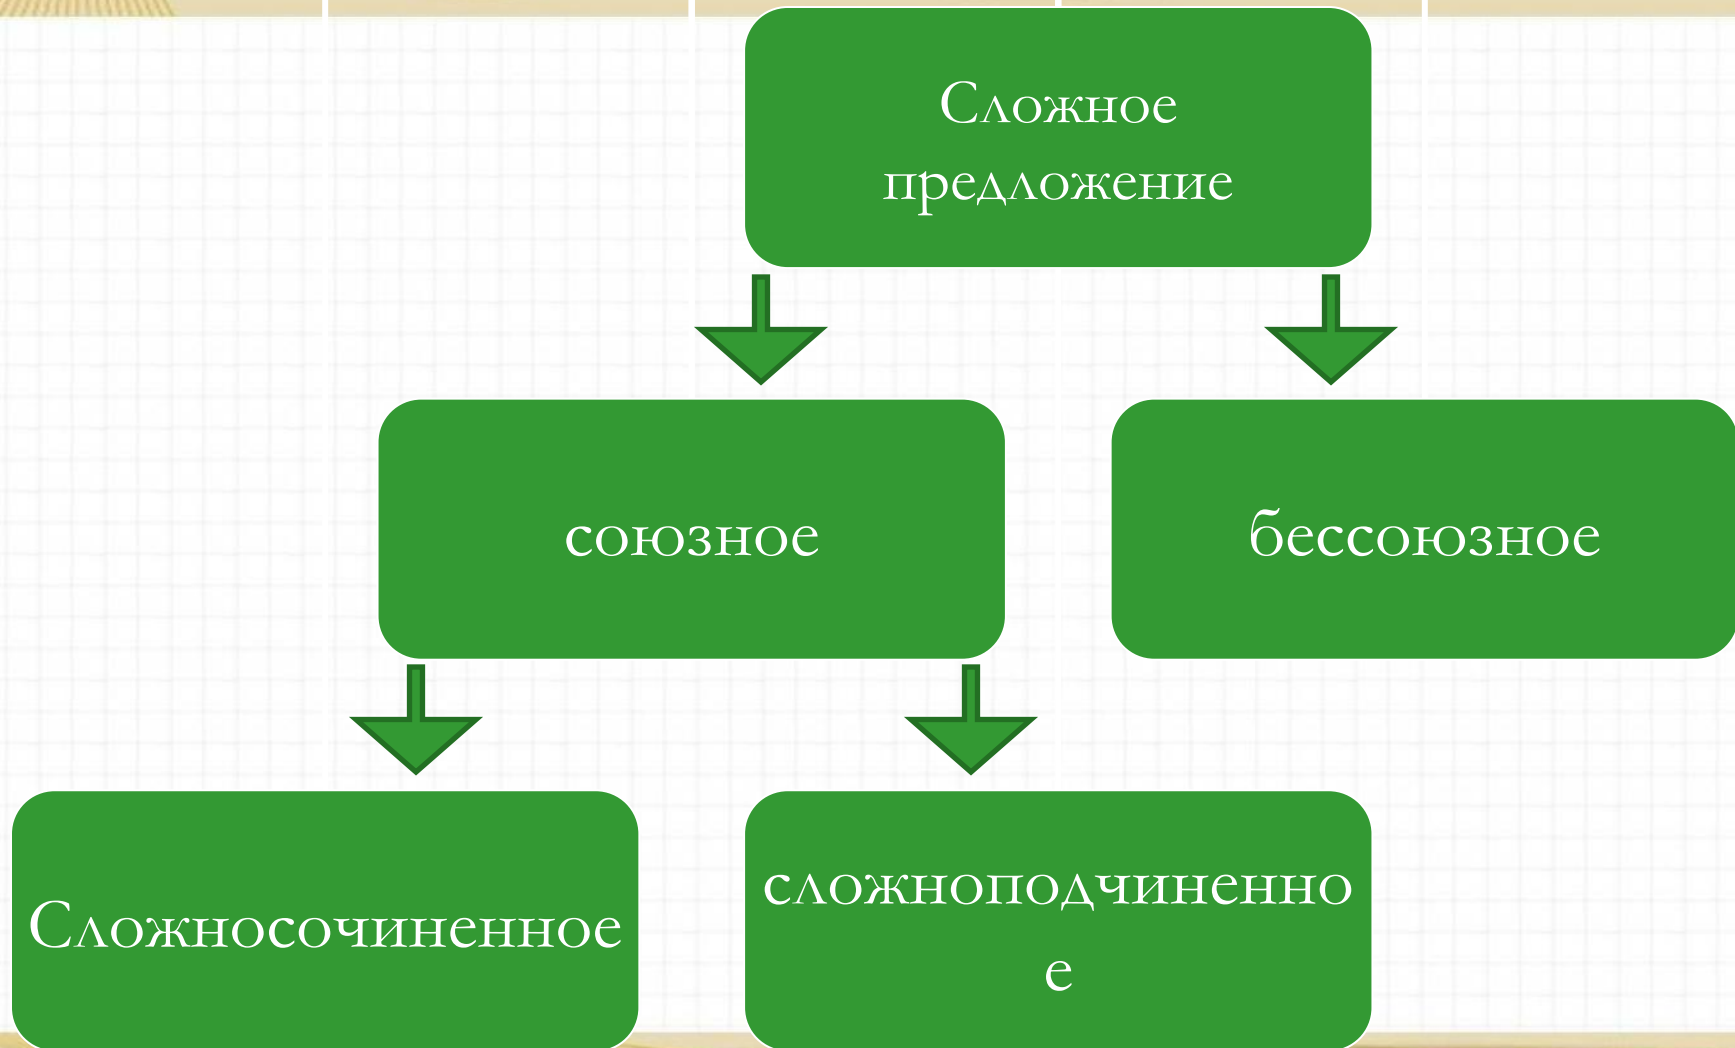 Сложное
предложение
союзное
бессоюзное
Сложносочиненное
сложноподчиненно
е